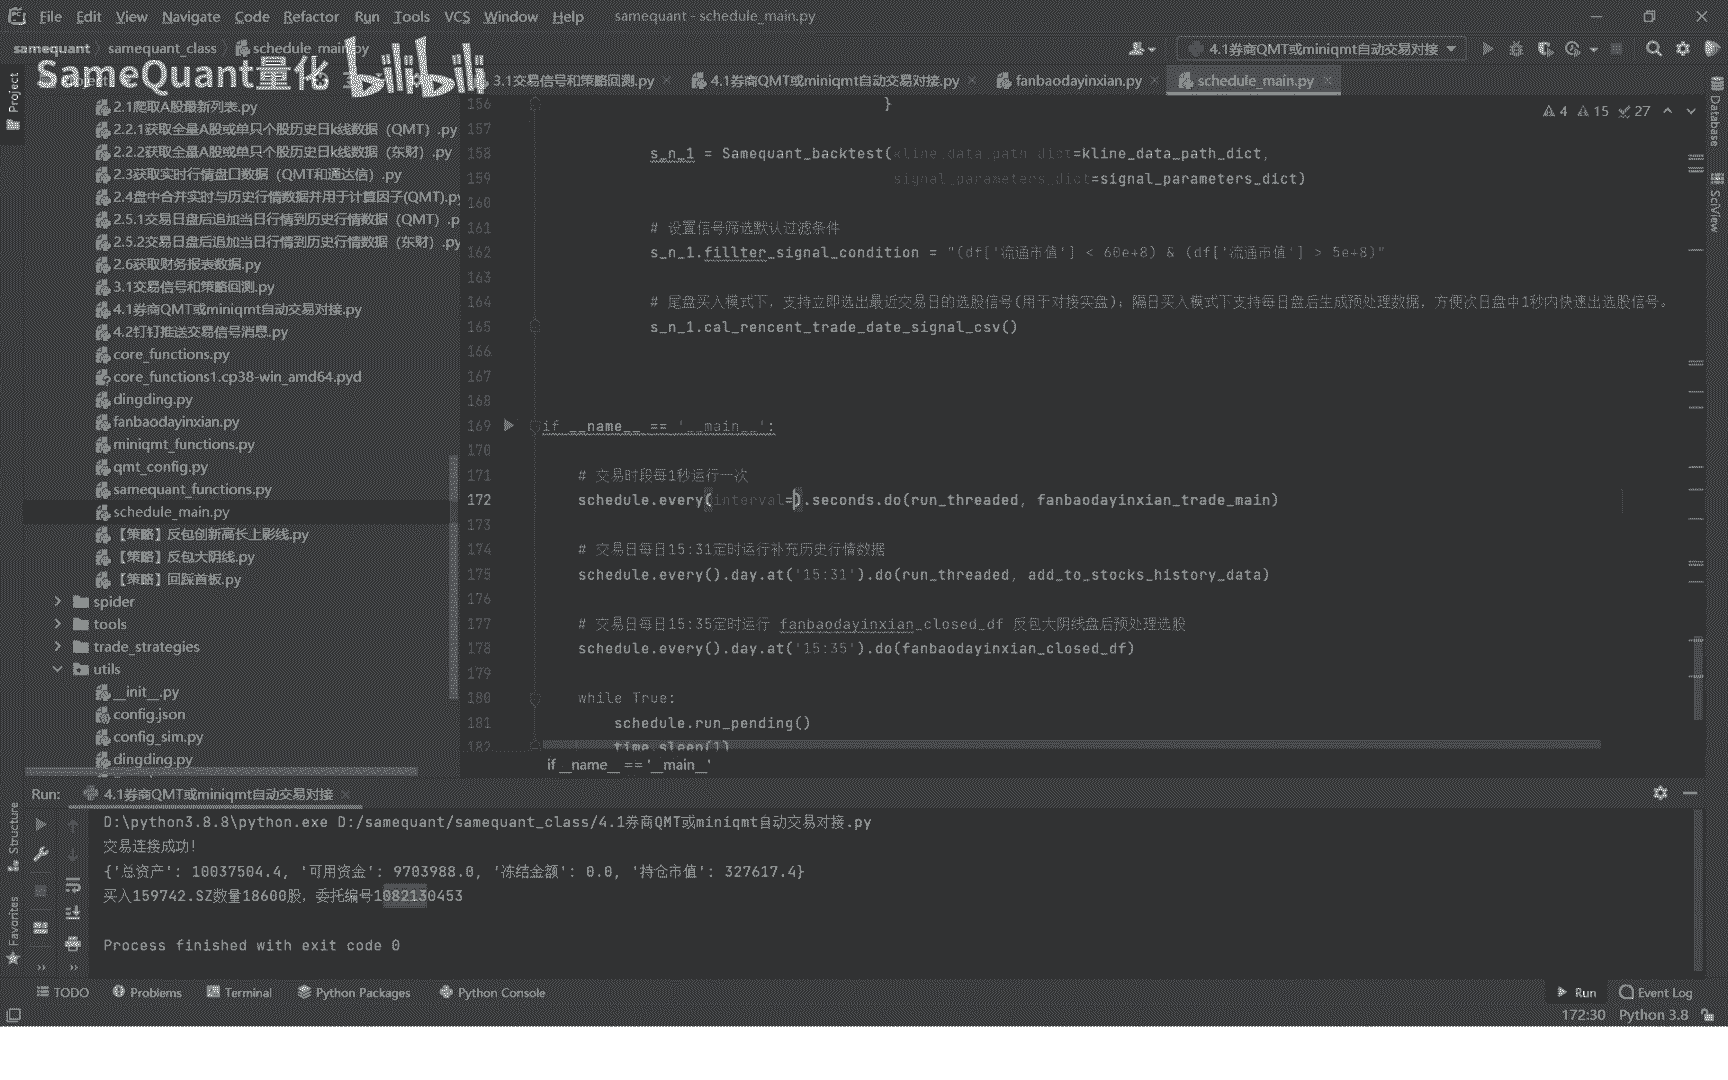 File Edit View Navigate Code Refactor Run Tools VCS Window Help samequant - schedule_main.py
samequant samequant_class schedule_main.py 4.1券商QMT或miniqmt自动交易对接
SameQuant量化 bilibili 3.1交易信号和策略回测.py 4.1券商QMT或miniqmt自动交易对接.py fanbaodayinxian.py schedule_main.py
Project
2.1爬取A股最新列表.py
2.2.1获取全量A股或单只个股历史日k线数据（QMT）.py
2.2.2获取全量A股或单只个股历史日k线数据（东财）.py
2.3获取实时行情盘口数据（QMT和通达信）.py
2.4盘中合并实时与历史行情数据并用于计算因子(QMT).py
2.5.1交易日盘后追加当日行情到历史行情数据（QMT）.p
2.5.2交易日盘后追加当日行情到历史行情数据（东财）.py
2.6获取财务报表数据.py
3.1交易信号和策略回测.py
4.1券商QMT或miniqmt自动交易对接.py
4.2钉钉推送交易信号消息.py
core_functions.py
core_functions1.cp38-win_amd64.pyd
dingding.py
fanbaodayinxian.py
miniqmt_functions.py
qmt_config.py
samequant_functions.py
schedule_main.py
【策略】反包创新高长上影线.py
【策略】反包大阴线.py
【策略】回踩首板.py
spider
tools
trade_strategies
utils
__init__.py
config.json
config_sim.py
dingding.py
4 15 27
156 }
157
158 s_n_1 = Samequant_backtest(kline_data_path_dict=kline_data_path_dict,
159 signal_parameters_dict=signal_parameters_dict)
160
161 # 设置信号筛选默认过滤条件
162 s_n_1.fillter_signal_condition = "(df['流通市值'] < 60e+8) & (df['流通市值'] > 5e+8)"
163
164 # 尾盘买入模式下，支持立即选出最近交易日的选股信号(用于对接实盘)；隔日买入模式下支持每日盘后生成预处理数据，方便次日盘中1秒内快速出选股信号。
165 s_n_1.cal_rencent_trade_date_signal_csv()
166
167
168
169 if __name__ == '__main__':
170
171 # 交易时段每1秒运行一次
172 schedule.every(interval=).seconds.do(run_threaded, fanbaodayinxian_trade_main)
173
174 # 交易日每日15:31定时运行补充历史行情数据
175 schedule.every().day.at('15:31').do(run_threaded, add_to_stocks_history_data)
176
177 # 交易日每日15:35定时运行 fanbaodayinxian_closed_df 反包大阴线盘后预处理选股
178 schedule.every().day.at('15:35').do(fanbaodayinxian_closed_df)
179
180 while True:
181 schedule.run_pending()
182 time.sleep(1)
if __name__ == '__main__'
Database
SciView
Run: 4.1券商QMT或miniqmt自动交易对接
D:\python3.8.8\python.exe D:/samequant/samequant_class/4.1券商QMT或miniqmt自动交易对接.py
交易连接成功!
{'总资产': 10037504.4, '可用资金': 9703988.0, '冻结金额': 0.0, '持仓市值': 327617.4}
买入159742.SZ数量18600股，委托编号1082130453
Process finished with exit code 0
Structure
Favorites
TODO Problems Terminal Python Packages Python Console Run Event Log
172:30 Python 3.8